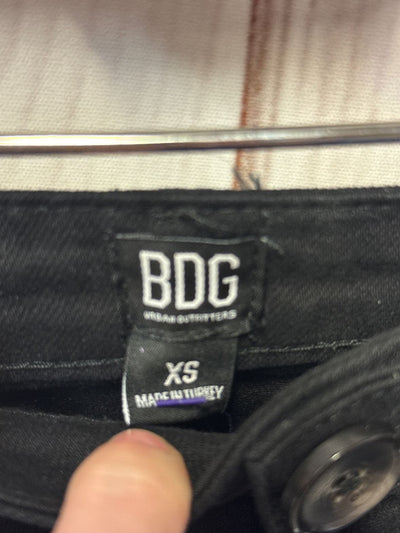 BDG
URBAN OUTFITTERS
XS
MADE IN TURKEY